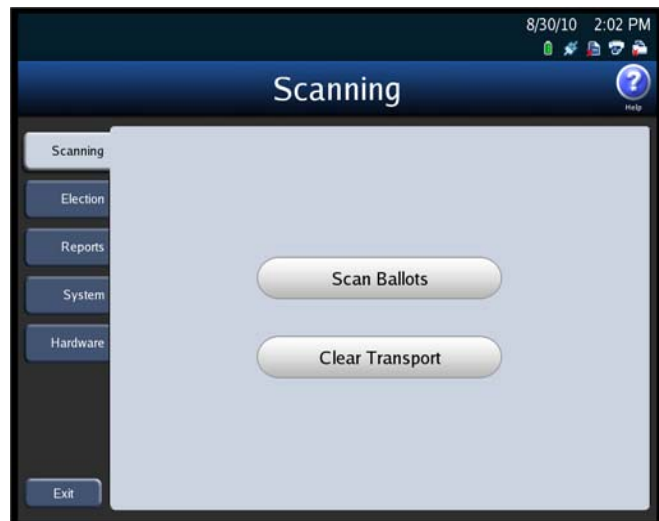 8/30/10 2:02 PM
Scanning
Help
Scanning
Election
Reports
System
Hardware
Scan Ballots
Clear Transport
Exit